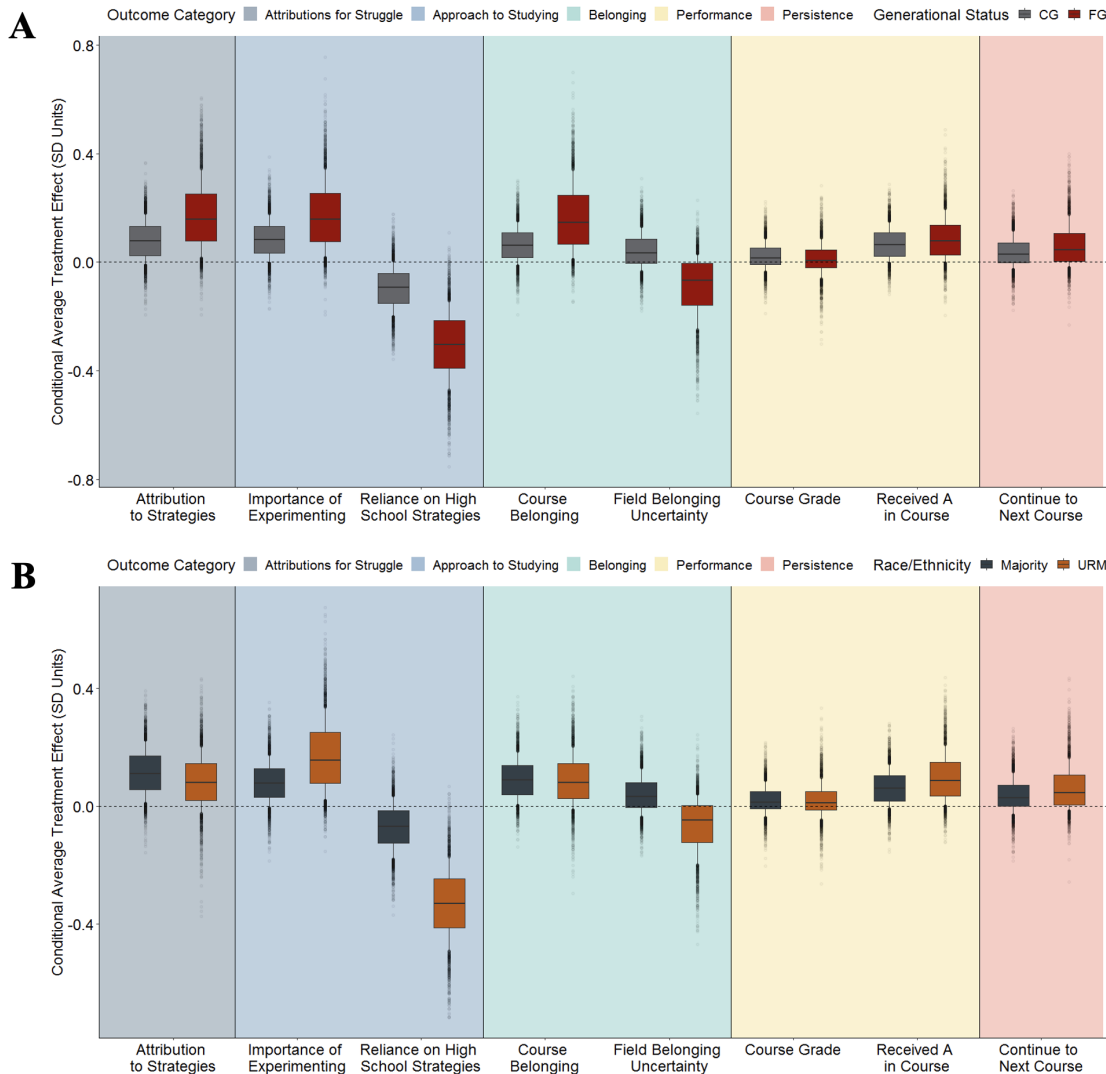 A
Outcome Category Attributions for Struggle Approach to Studying Belonging Performance Persistence Generational Status CG FG
Conditional Average Treatment Effect (SD Units)
0.8
0.4
0.0
-0.4
-0.8
Attribution
to Strategies
Importance of
Experimenting
Reliance on High
School Strategies
Course
Belonging
Field Belonging
Uncertainty
Course Grade
Received A
in Course
Continue to
Next Course
B
Outcome Category Attributions for Struggle Approach to Studying Belonging Performance Persistence Race/Ethnicity Majority URM
Conditional Average Treatment Effect (SD Units)
0.4
0.0
-0.4
Attribution
to Strategies
Importance of
Experimenting
Reliance on High
School Strategies
Course
Belonging
Field Belonging
Uncertainty
Course Grade
Received A
in Course
Continue to
Next Course